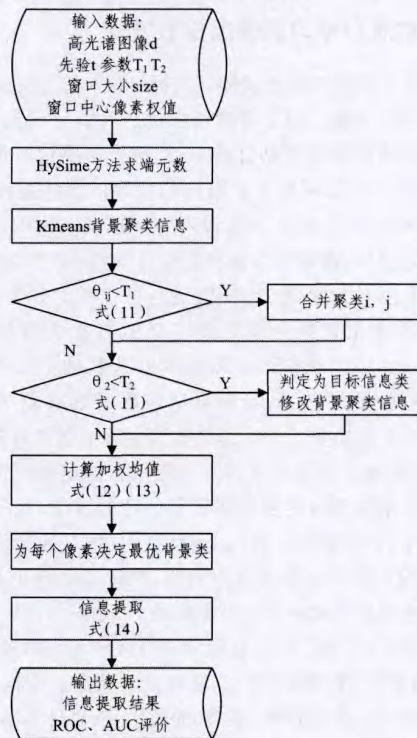 输入数据:
高光谱图像d
先验t 参数T₁ T₂
窗口大小size
窗口中心像素权值
HySime方法求端元数
Kmeans背景聚类信息
θᵢⱼ<T₁
式(11)
Y
合并聚类i, j
N
θ₂<T₂
式(11)
Y
判定为目标信息类
修改背景聚类信息
N
计算加权均值
式(12)(13)
为每个像素决定最优背景类
信息提取
式(14)
输出数据:
信息提取结果
ROC、AUC评价